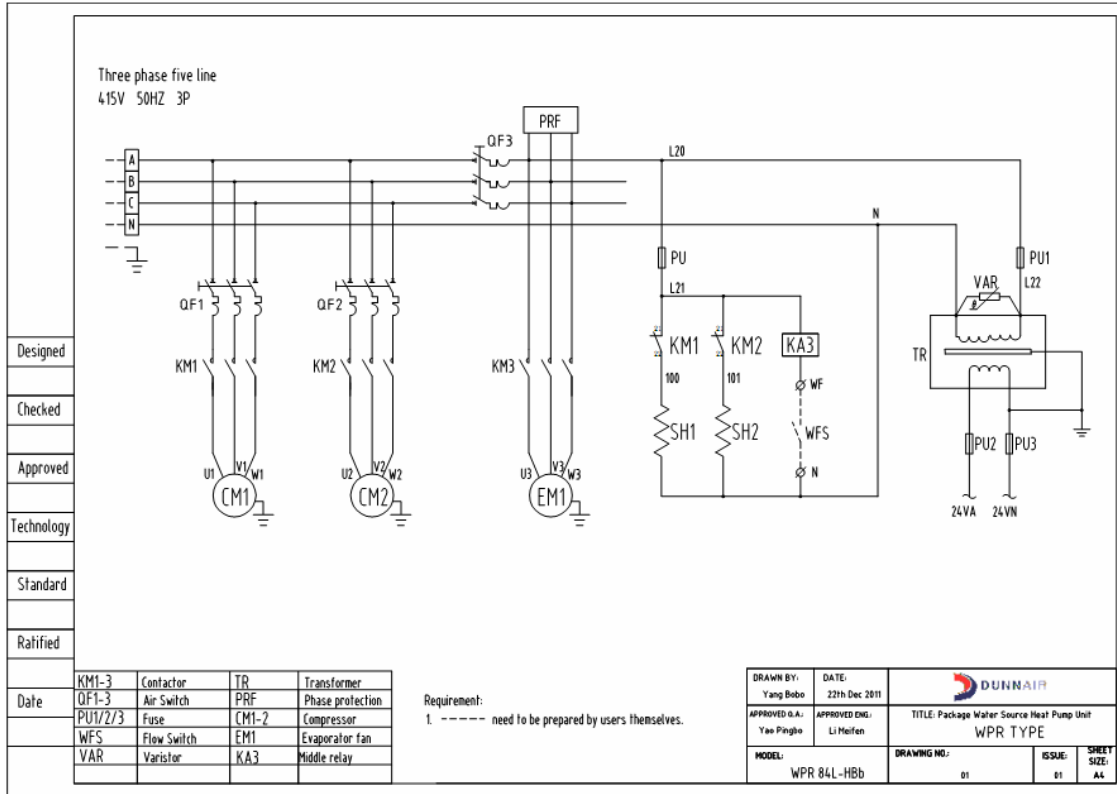 Three phase five line
415V 50HZ 3P
PRF
QF3
A
B
C
N
L20
N
PU
PU1
L21
VAR
L22
θ
QF1
QF2
KM1
KM2
KM3
21
22
KM1
21
22
KM2
KA3
TR
100
101
WF
SH1
SH2
WFS
N
PU2
PU3
U1
V1
W1
U2
V2
W2
U3
V3
W3
CM1
CM2
EM1
24VA
24VN
Designed
Checked
Approved
Technology
Standard
Ratified
Date
KM1-3 Contactor TR Transformer
QF1-3 Air Switch PRF Phase protection
PU1/2/3 Fuse CM1-2 Compressor
WFS Flow Switch EM1 Evaporator fan
VAR Varistor KA3 Middle relay
Requirement:
1. ----- need to be prepared by users themselves.
DRAWN BY: DATE:
Yang Bobo 22th Dec 2011
DUNNAIR
APPROVED Q.A.: APPROVED ENG.: TITLE: Package Water Source Heat Pump Unit
Yao Pingbo Li Meifen WPR TYPE
MODEL: DRAWING NO.: ISSUE: SHEET SIZE:
WPR 84L-HBb 01 01 A4